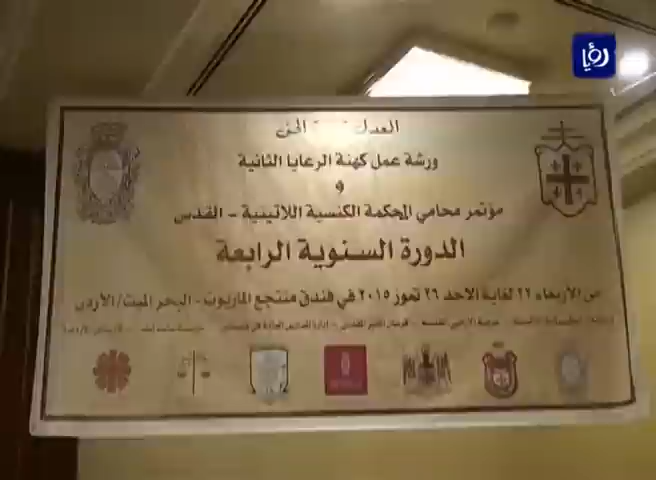 رؤيا
العدل الحق
ورشة عمل كهنة الرعايا الثانية
و
مؤتمر محامي المحكمة الكنسية اللاتينية - القدس
الدورة السنوية الرابعة
من الأربعاء ٢٢ لغاية الاحد ٢٦ تموز ٢٠١٥ في فندق منتجع الماريوت - البحر الميت/الأردن